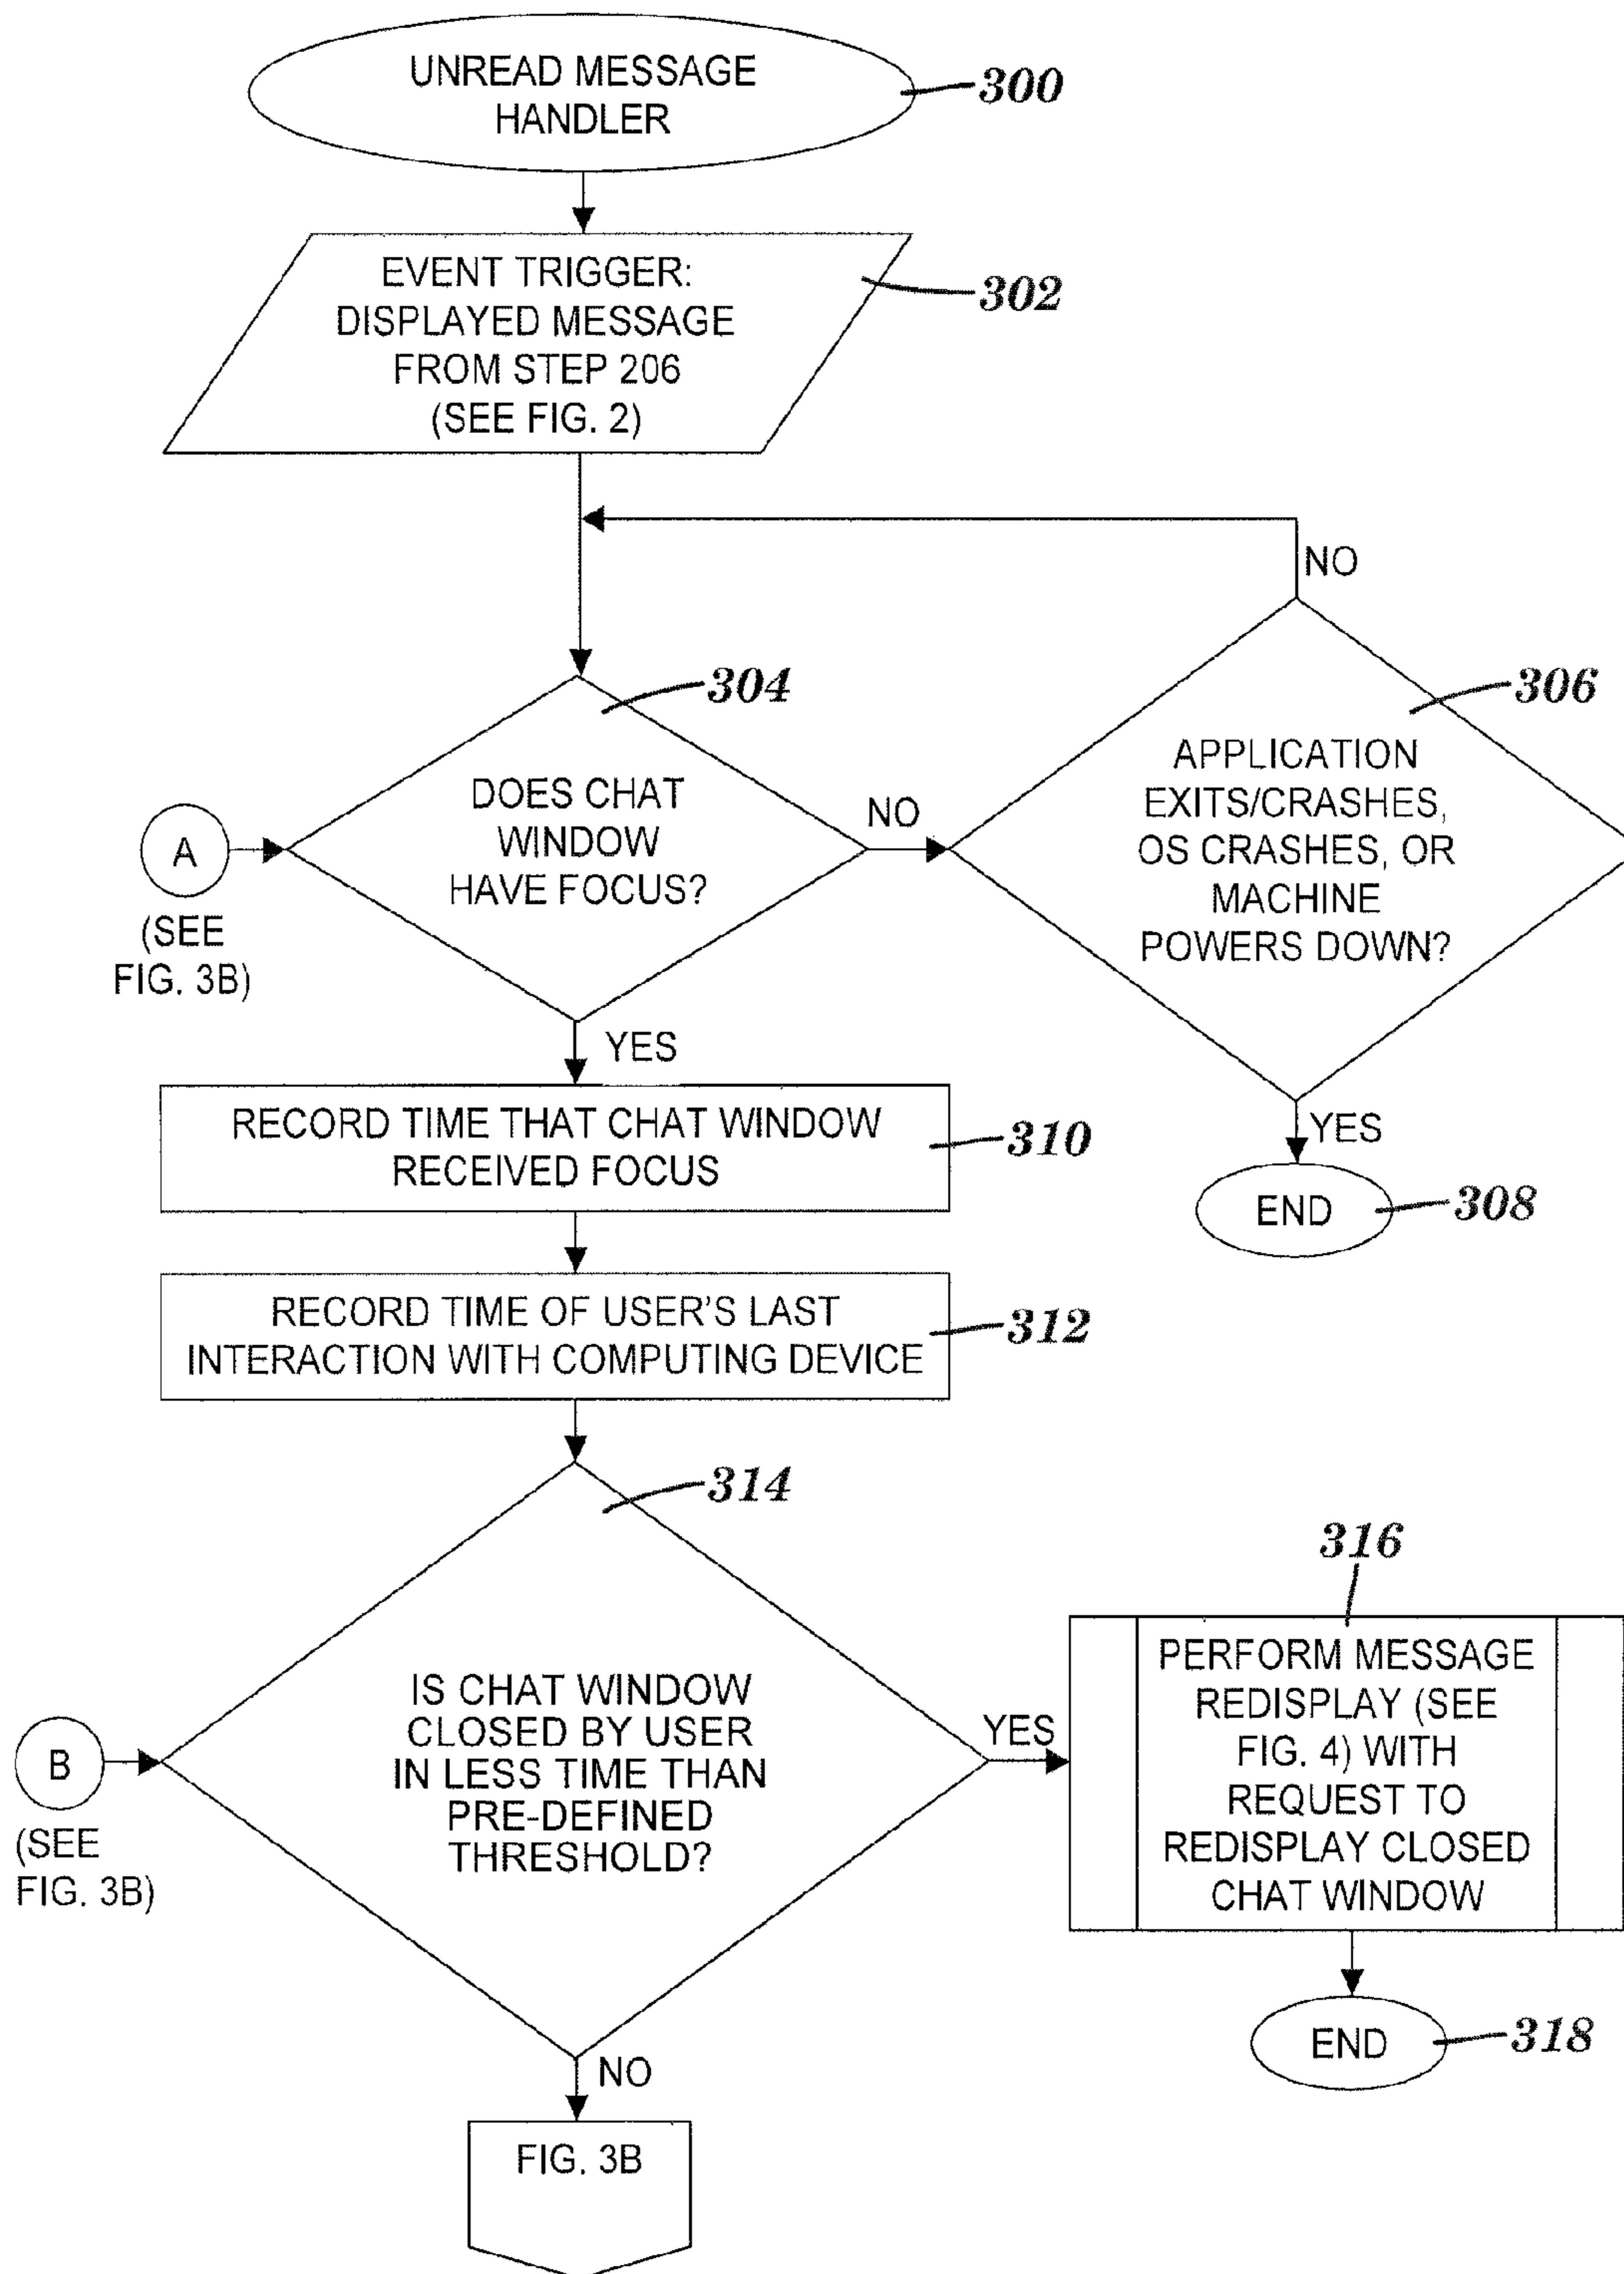 UNREAD MESSAGE
HANDLER
300
EVENT TRIGGER:
DISPLAYED MESSAGE
FROM STEP 206
(SEE FIG. 2)
302
NO
304
306
DOES CHAT
WINDOW
HAVE FOCUS?
A
(SEE
FIG. 3B)
NO
APPLICATION
EXITS/CRASHES,
OS CRASHES, OR
MACHINE
POWERS DOWN?
YES
RECORD TIME THAT CHAT WINDOW
RECEIVED FOCUS
310
YES
END
308
RECORD TIME OF USER'S LAST
INTERACTION WITH COMPUTING DEVICE
312
314
IS CHAT WINDOW
CLOSED BY USER
IN LESS TIME THAN
PRE-DEFINED
THRESHOLD?
B
(SEE
FIG. 3B)
YES
316
PERFORM MESSAGE
REDISPLAY (SEE
FIG. 4) WITH
REQUEST TO
REDISPLAY CLOSED
CHAT WINDOW
END
318
NO
FIG. 3B